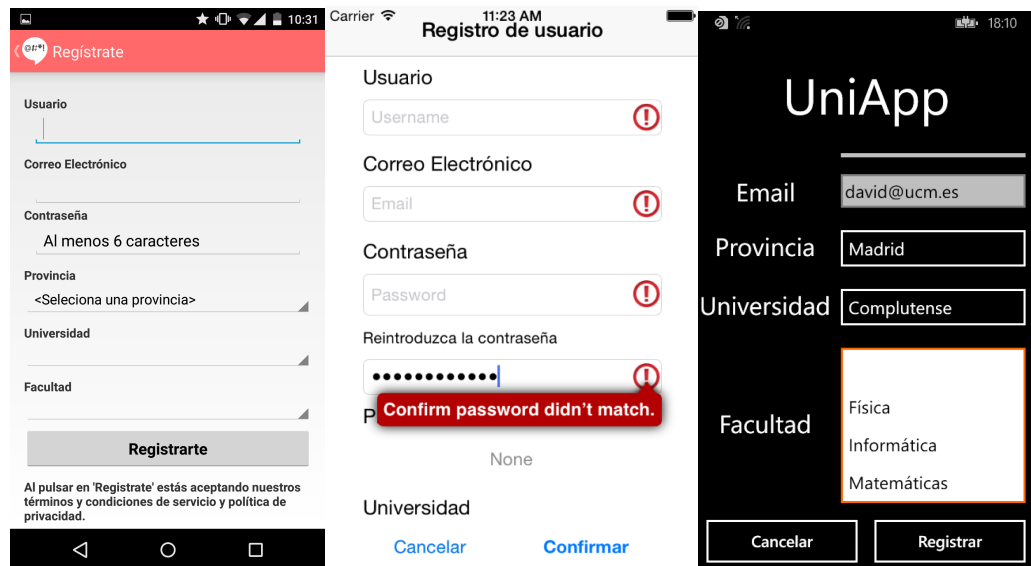 10:31
@#*!
Regístrate
Usuario
Correo Electrónico
Contraseña
Al menos 6 caracteres
Provincia
<Seleciona una provincia>
Universidad
Facultad
Registrarte
Al pulsar en 'Registrate' estás aceptando nuestros
términos y condiciones de servicio y política de
privacidad.
Carrier 11:23 AM
Registro de usuario
Usuario
Username
Correo Electrónico
Email
Contraseña
Password
Reintroduzca la contraseña
••••••••••••
Confirm password didn't match.
P
None
Universidad
Cancelar Confirmar
18:10
UniApp
Email david@ucm.es
Provincia Madrid
Universidad Complutense
Facultad
Física
Informática
Matemáticas
Cancelar Registrar